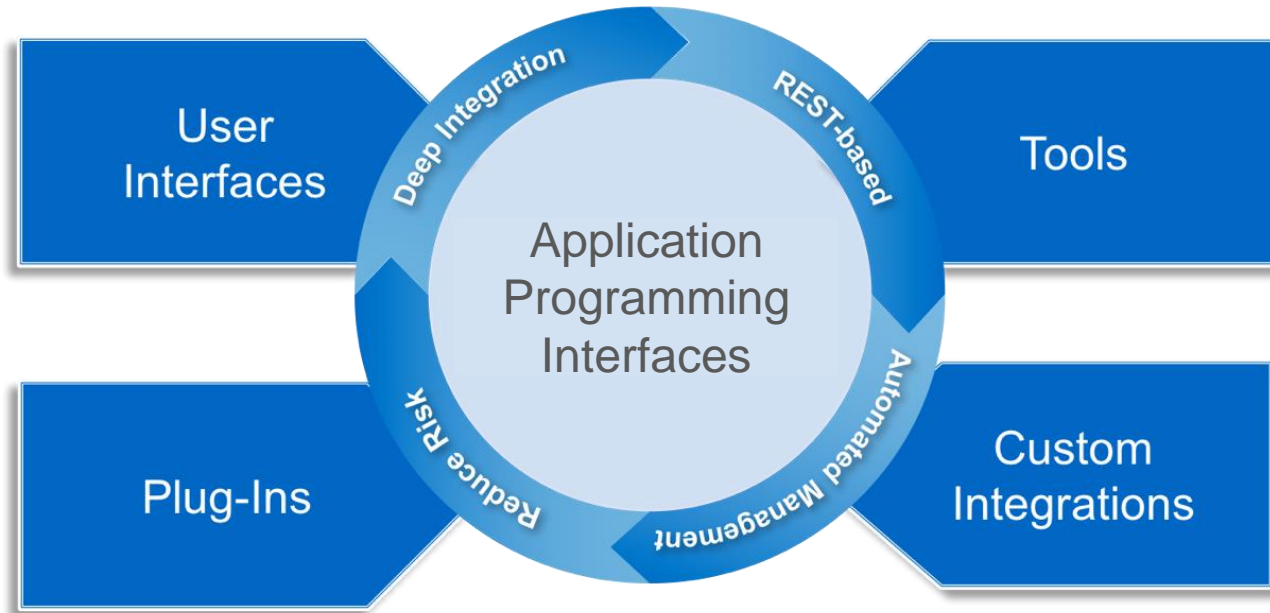 User
Interfaces
Deep Integration
REST-based
Tools
Application
Programming
Interfaces
Plug-Ins
Reduce Risk
Automated Management
Custom
Integrations